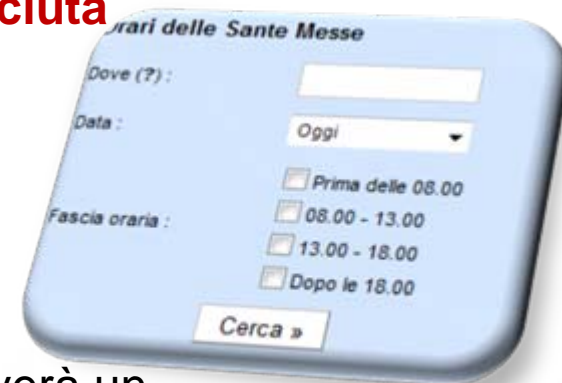 ciuta
Orari delle Sante Messe
Dove (?) :
Data :
Oggi
Prima delle 08.00
08.00 - 13.00
Fascia oraria :
13.00 - 18.00
Dopo le 18.00
Cerca »
verà un